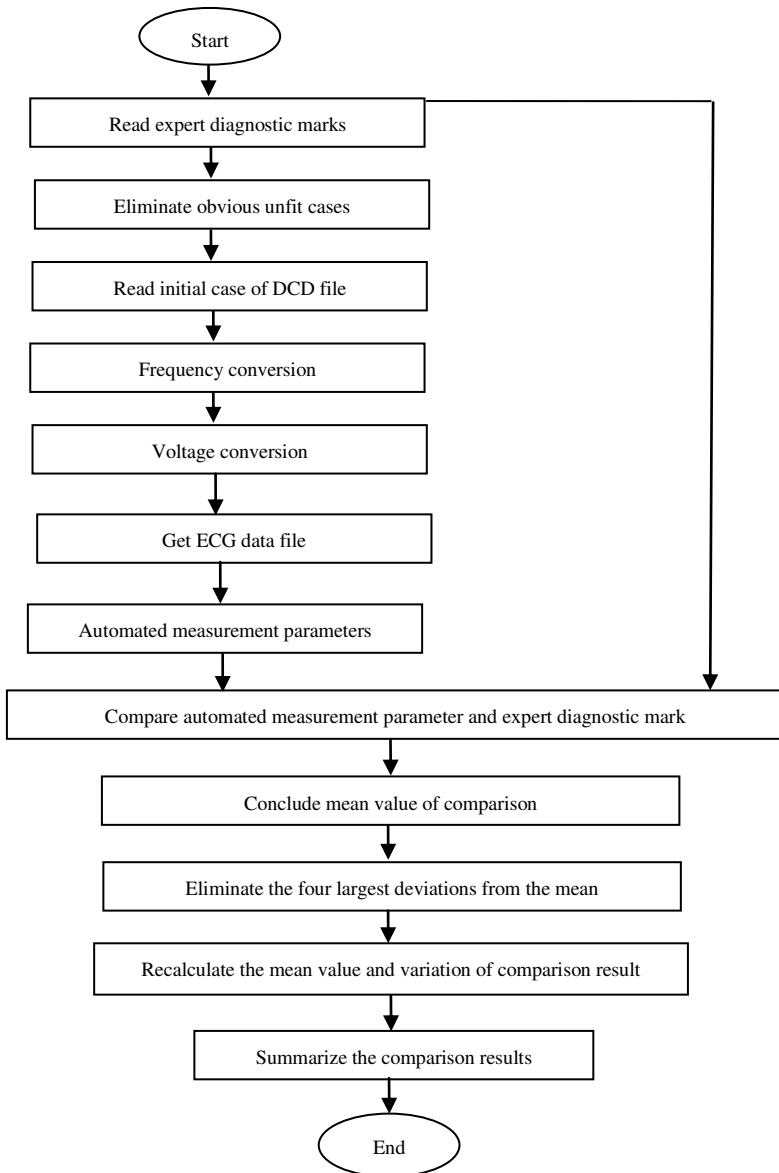 Start
Read expert diagnostic marks
Eliminate obvious unfit cases
Read initial case of DCD file
Frequency conversion
Voltage conversion
Get ECG data file
Automated measurement parameters
Compare automated measurement parameter and expert diagnostic mark
Conclude mean value of comparison
Eliminate the four largest deviations from the mean
Recalculate the mean value and variation of comparison result
Summarize the comparison results
End